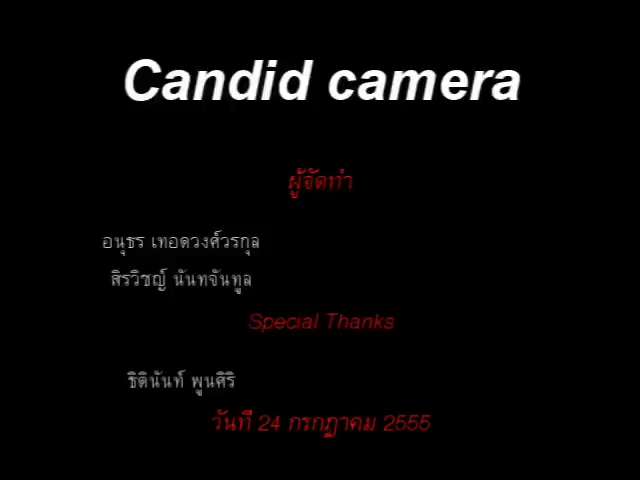 Candid camera
ผู้จัดทำ
อนุธร เทอดวงศ์วรกุล
สิรวิชญ์ นันทจันทูล
Special Thanks
ธิตินันท์ พูนศิริ
วันที่ 24 กรกฎาคม 2555